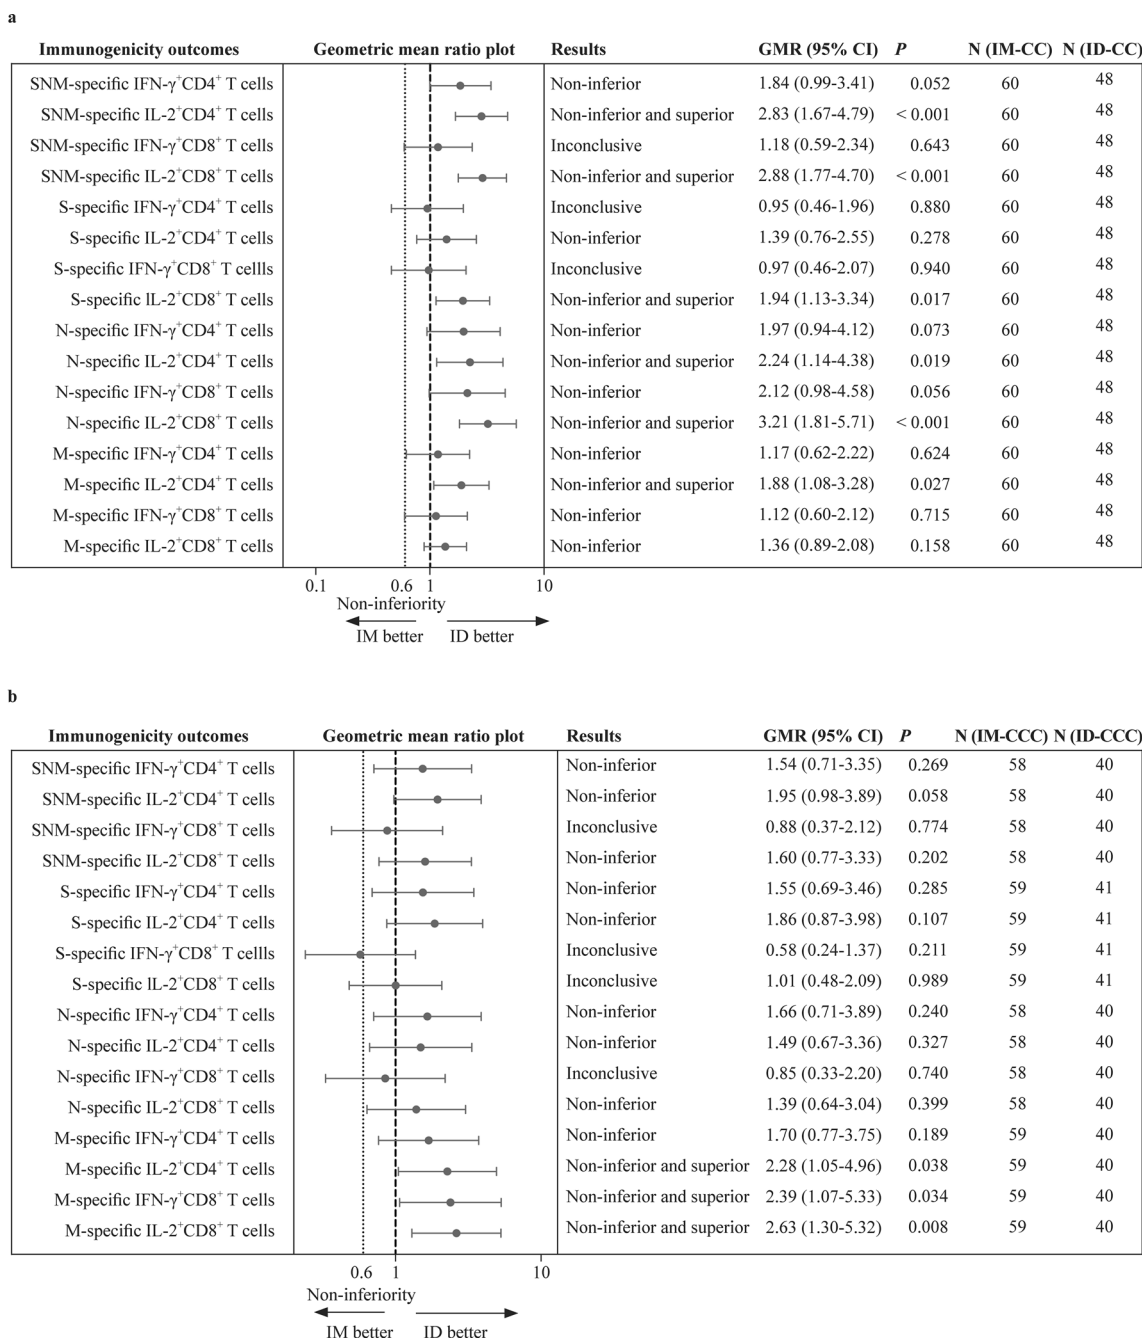 a
Immunogenicity outcomes Geometric mean ratio plot Results GMR (95% CI) P N (IM-CC) N (ID-CC)
SNM-specific IFN-γ⁺CD4⁺ T cells Non-inferior 1.84 (0.99-3.41) 0.052 60 48
SNM-specific IL-2⁺CD4⁺ T cells Non-inferior and superior 2.83 (1.67-4.79) < 0.001 60 48
SNM-specific IFN-γ⁺CD8⁺ T cells Inconclusive 1.18 (0.59-2.34) 0.643 60 48
SNM-specific IL-2⁺CD8⁺ T cells Non-inferior and superior 2.88 (1.77-4.70) < 0.001 60 48
S-specific IFN-γ⁺CD4⁺ T cells Inconclusive 0.95 (0.46-1.96) 0.880 60 48
S-specific IL-2⁺CD4⁺ T cells Non-inferior 1.39 (0.76-2.55) 0.278 60 48
S-specific IFN-γ⁺CD8⁺ T cellls Inconclusive 0.97 (0.46-2.07) 0.940 60 48
S-specific IL-2⁺CD8⁺ T cells Non-inferior and superior 1.94 (1.13-3.34) 0.017 60 48
N-specific IFN-γ⁺CD4⁺ T cells Non-inferior 1.97 (0.94-4.12) 0.073 60 48
N-specific IL-2⁺CD4⁺ T cells Non-inferior and superior 2.24 (1.14-4.38) 0.019 60 48
N-specific IFN-γ⁺CD8⁺ T cells Non-inferior 2.12 (0.98-4.58) 0.056 60 48
N-specific IL-2⁺CD8⁺ T cells Non-inferior and superior 3.21 (1.81-5.71) < 0.001 60 48
M-specific IFN-γ⁺CD4⁺ T cells Non-inferior 1.17 (0.62-2.22) 0.624 60 48
M-specific IL-2⁺CD4⁺ T cells Non-inferior and superior 1.88 (1.08-3.28) 0.027 60 48
M-specific IFN-γ⁺CD8⁺ T cells Non-inferior 1.12 (0.60-2.12) 0.715 60 48
M-specific IL-2⁺CD8⁺ T cells Non-inferior 1.36 (0.89-2.08) 0.158 60 48
0.1 0.6 1 10
Non-inferiority
IM better ID better
b
Immunogenicity outcomes Geometric mean ratio plot Results GMR (95% CI) P N (IM-CCC) N (ID-CCC)
SNM-specific IFN-γ⁺CD4⁺ T cells Non-inferior 1.54 (0.71-3.35) 0.269 58 40
SNM-specific IL-2⁺CD4⁺ T cells Non-inferior 1.95 (0.98-3.89) 0.058 58 40
SNM-specific IFN-γ⁺CD8⁺ T cells Inconclusive 0.88 (0.37-2.12) 0.774 58 40
SNM-specific IL-2⁺CD8⁺ T cells Non-inferior 1.60 (0.77-3.33) 0.202 58 40
S-specific IFN-γ⁺CD4⁺ T cells Non-inferior 1.55 (0.69-3.46) 0.285 59 41
S-specific IL-2⁺CD4⁺ T cells Non-inferior 1.86 (0.87-3.98) 0.107 59 41
S-specific IFN-γ⁺CD8⁺ T cellls Inconclusive 0.58 (0.24-1.37) 0.211 59 41
S-specific IL-2⁺CD8⁺ T cells Inconclusive 1.01 (0.48-2.09) 0.989 59 41
N-specific IFN-γ⁺CD4⁺ T cells Non-inferior 1.66 (0.71-3.89) 0.240 58 40
N-specific IL-2⁺CD4⁺ T cells Non-inferior 1.49 (0.67-3.36) 0.327 58 40
N-specific IFN-γ⁺CD8⁺ T cells Inconclusive 0.85 (0.33-2.20) 0.740 58 40
N-specific IL-2⁺CD8⁺ T cells Non-inferior 1.39 (0.64-3.04) 0.399 58 40
M-specific IFN-γ⁺CD4⁺ T cells Non-inferior 1.70 (0.77-3.75) 0.189 59 40
M-specific IL-2⁺CD4⁺ T cells Non-inferior and superior 2.28 (1.05-4.96) 0.038 59 40
M-specific IFN-γ⁺CD8⁺ T cells Non-inferior and superior 2.39 (1.07-5.33) 0.034 59 40
M-specific IL-2⁺CD8⁺ T cells Non-inferior and superior 2.63 (1.30-5.32) 0.008 59 40
0.6 1 10
Non-inferiority
IM better ID better